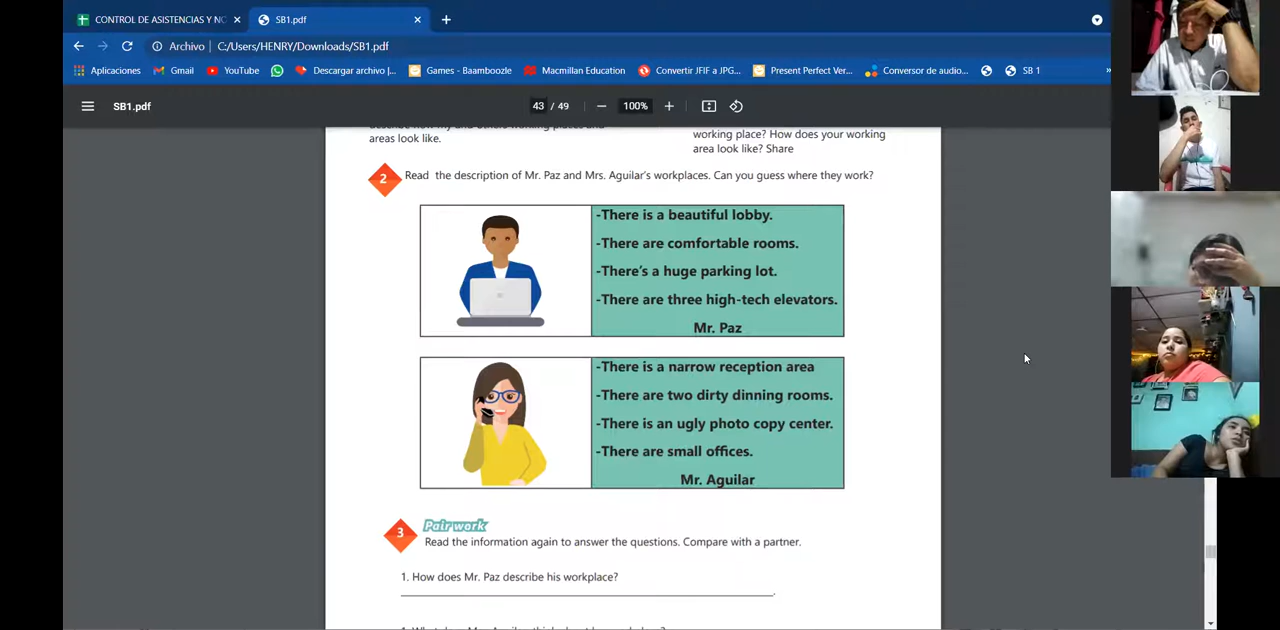 CONTROL DE ASISTENCIAS Y NO
SB1.pdf
Archivo | C:/Users/HENRY/Downloads/SB1.pdf
Aplicaciones
Gmail
YouTube
Descargar archivo |...
Games - Baamboozle
Macmillan Education
Convertir JFIF a JPG...
Present Perfect Ver...
Conversor de audio...
SB 1
»
SB1.pdf
43 / 49
100%
areas look like.
working place? How does your working
area look like? Share
2
Read the description of Mr. Paz and Mrs. Aguilar's workplaces. Can you guess where they work?
-There is a beautiful lobby.
-There are comfortable rooms.
-There's a huge parking lot.
-There are three high-tech elevators.
Mr. Paz
-There is a narrow reception area
-There are two dirty dinning rooms.
-There is an ugly photo copy center.
-There are small offices.
Mr. Aguilar
3
Pair work
Read the information again to answer the questions. Compare with a partner.
1. How does Mr. Paz describe his workplace?